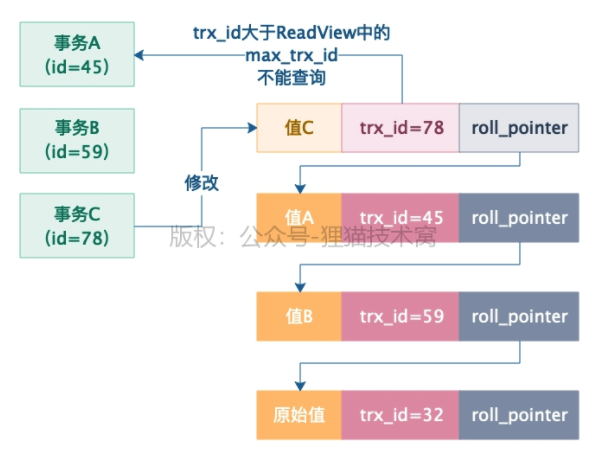 事务A
(id=45)
trx_id大于ReadView中的
max_trx_id
不能查询
事务B
(id=59)
值C
trx_id=78
roll_pointer
修改
事务C
(id=78)
值A
trx_id=45
roll_pointer
版权：公众号-狸猫技术窝
值B
trx_id=59
roll_pointer
原始值
trx_id=32
roll_pointer